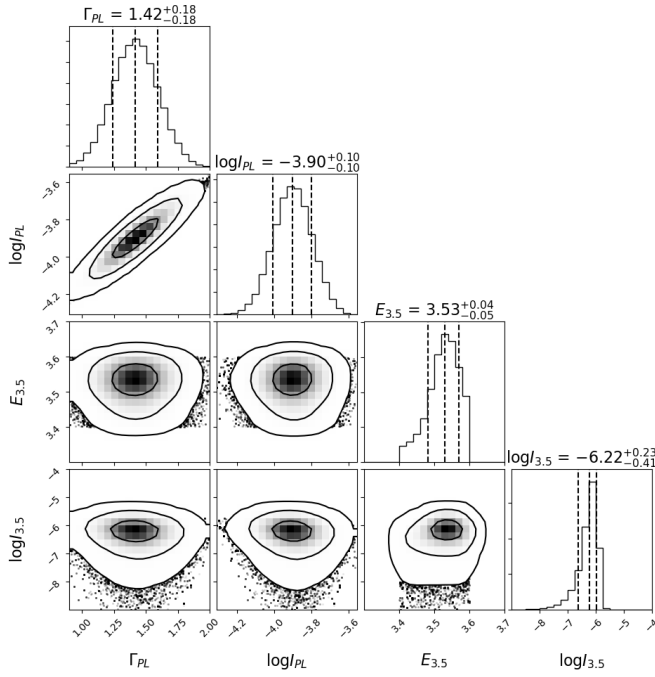 Γ_PL = 1.42^{+0.18}_{−0.18}
logI_PL = −3.90^{+0.10}_{−0.10}
−3.6
−3.8
−4.0
−4.2
logI_PL
E_3.5 = 3.53^{+0.04}_{−0.05}
3.7
3.6
3.5
3.4
E_3.5
logI_3.5 = −6.22^{+0.23}_{−0.41}
−4
−5
−6
−7
−8
logI_3.5
1.00 1.25 1.50 1.75 2.00
−4.2 −4.0 −3.8 −3.6
3.4 3.5 3.6 3.7
−8 −7 −6 −5 −4
Γ_PL logI_PL E_3.5 logI_3.5